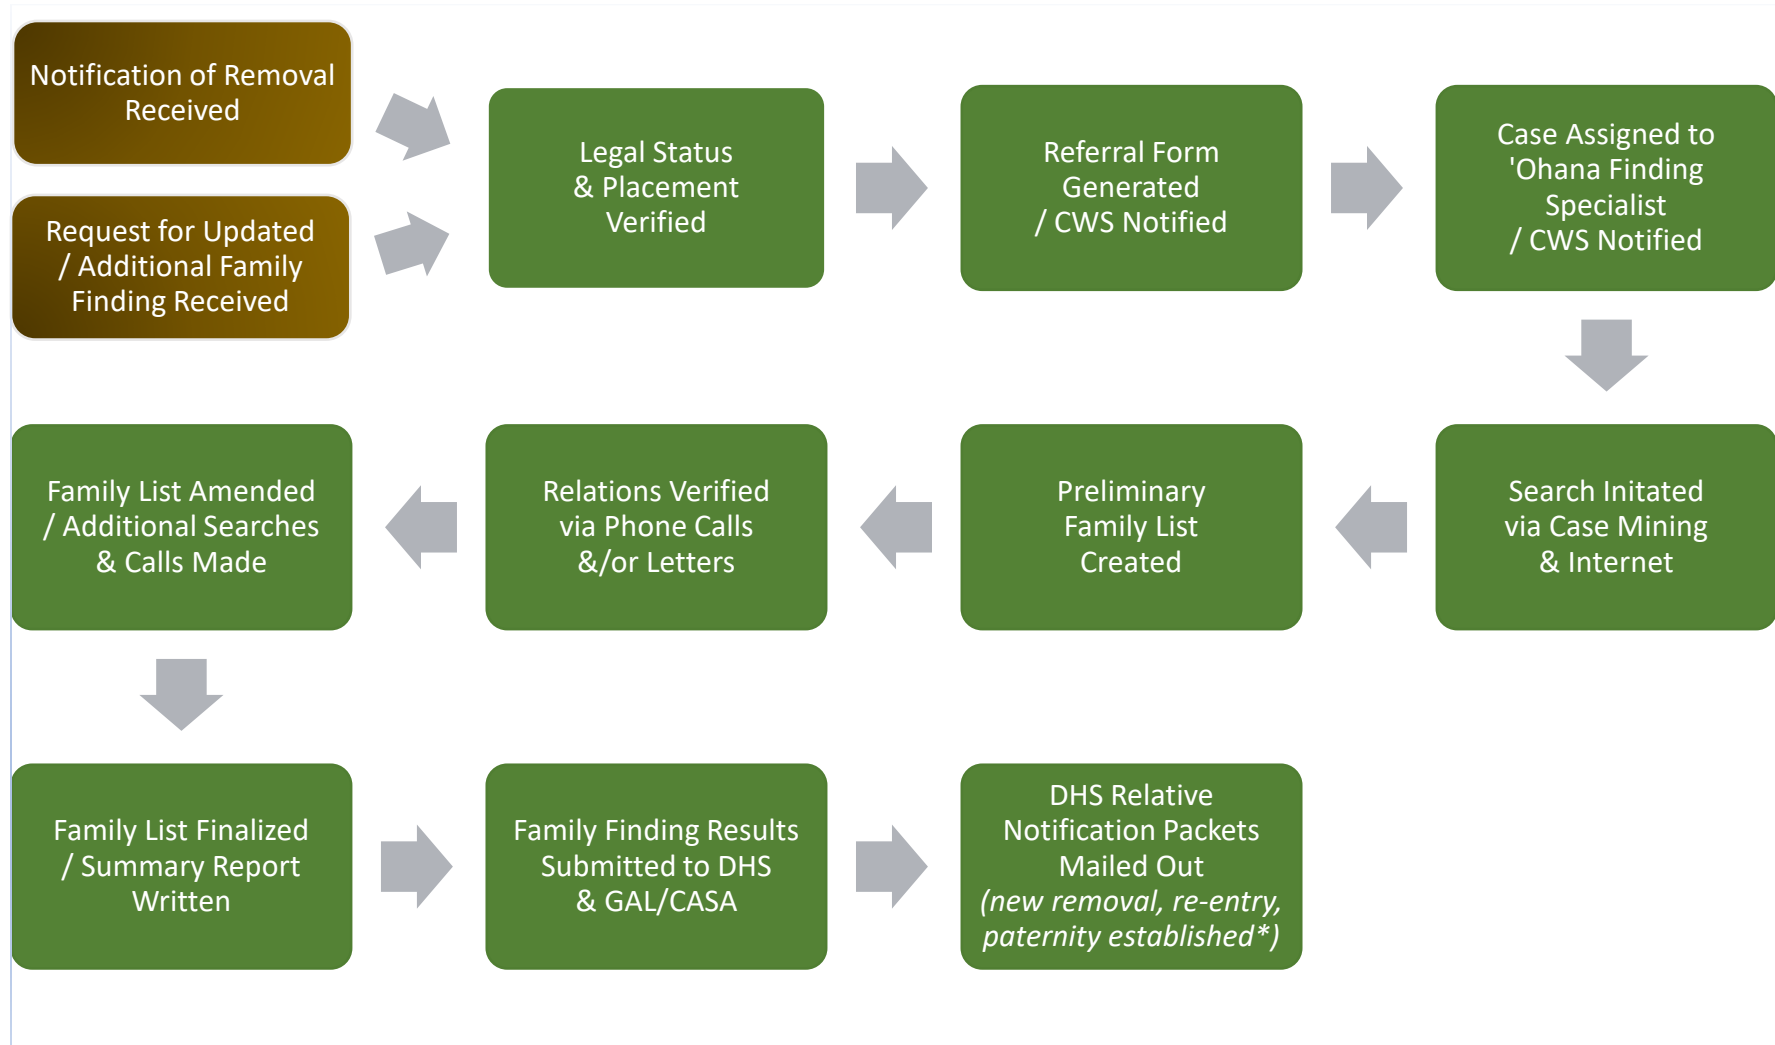 Notification of Removal
Received
Request for Updated
/ Additional Family
Finding Received
Legal Status
& Placement
Verified
Referral Form
Generated
/ CWS Notified
Case Assigned to
'Ohana Finding
Specialist
/ CWS Notified
Search Initated
via Case Mining
& Internet
Preliminary
Family List
Created
Relations Verified
via Phone Calls
&/or Letters
Family List Amended
/ Additional Searches
& Calls Made
Family List Finalized
/ Summary Report
Written
Family Finding Results
Submitted to DHS
& GAL/CASA
DHS Relative
Notification Packets
Mailed Out
(new removal, re-entry,
paternity established*)